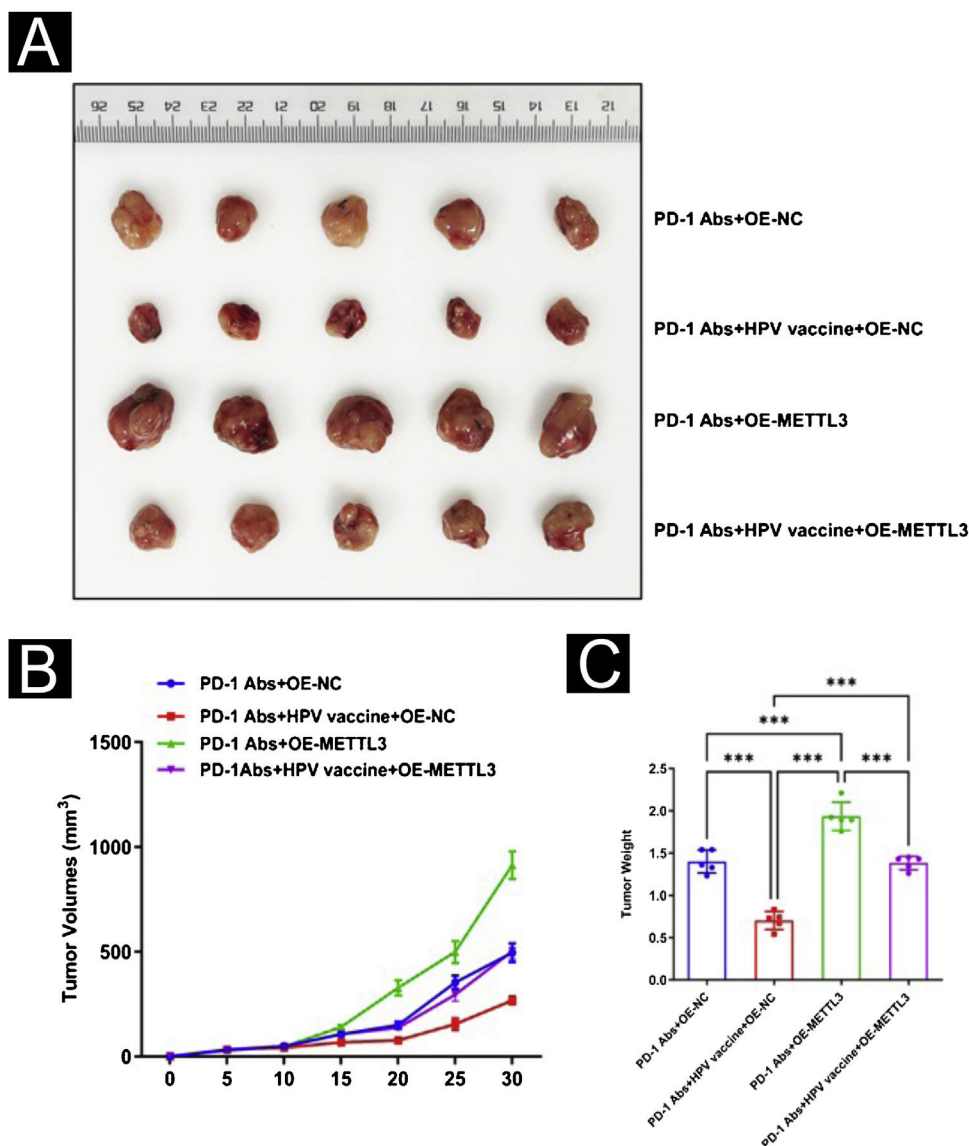 A
26 25 24 23 22 21 20 19 18 17 16 15 14 13 12
PD-1 Abs+OE-NC
PD-1 Abs+HPV vaccine+OE-NC
PD-1 Abs+OE-METTL3
PD-1 Abs+HPV vaccine+OE-METTL3
B
PD-1 Abs+OE-NC
PD-1 Abs+HPV vaccine+OE-NC
PD-1 Abs+OE-METTL3
PD-1Abs+HPV vaccine+OE-METTL3
Tumor Volumes (mm³)
1500
1000
500
0
0 5 10 15 20 25 30
C
***
***
*** *** ***
Tumor Weight
2.5
2.0
1.5
1.0
0.5
0.0
PD-1 Abs+OE-NC
PD-1 Abs+HPV vaccine+OE-NC
PD-1 Abs+OE-METTL3
PD-1 Abs+HPV vaccine+OE-METTL3